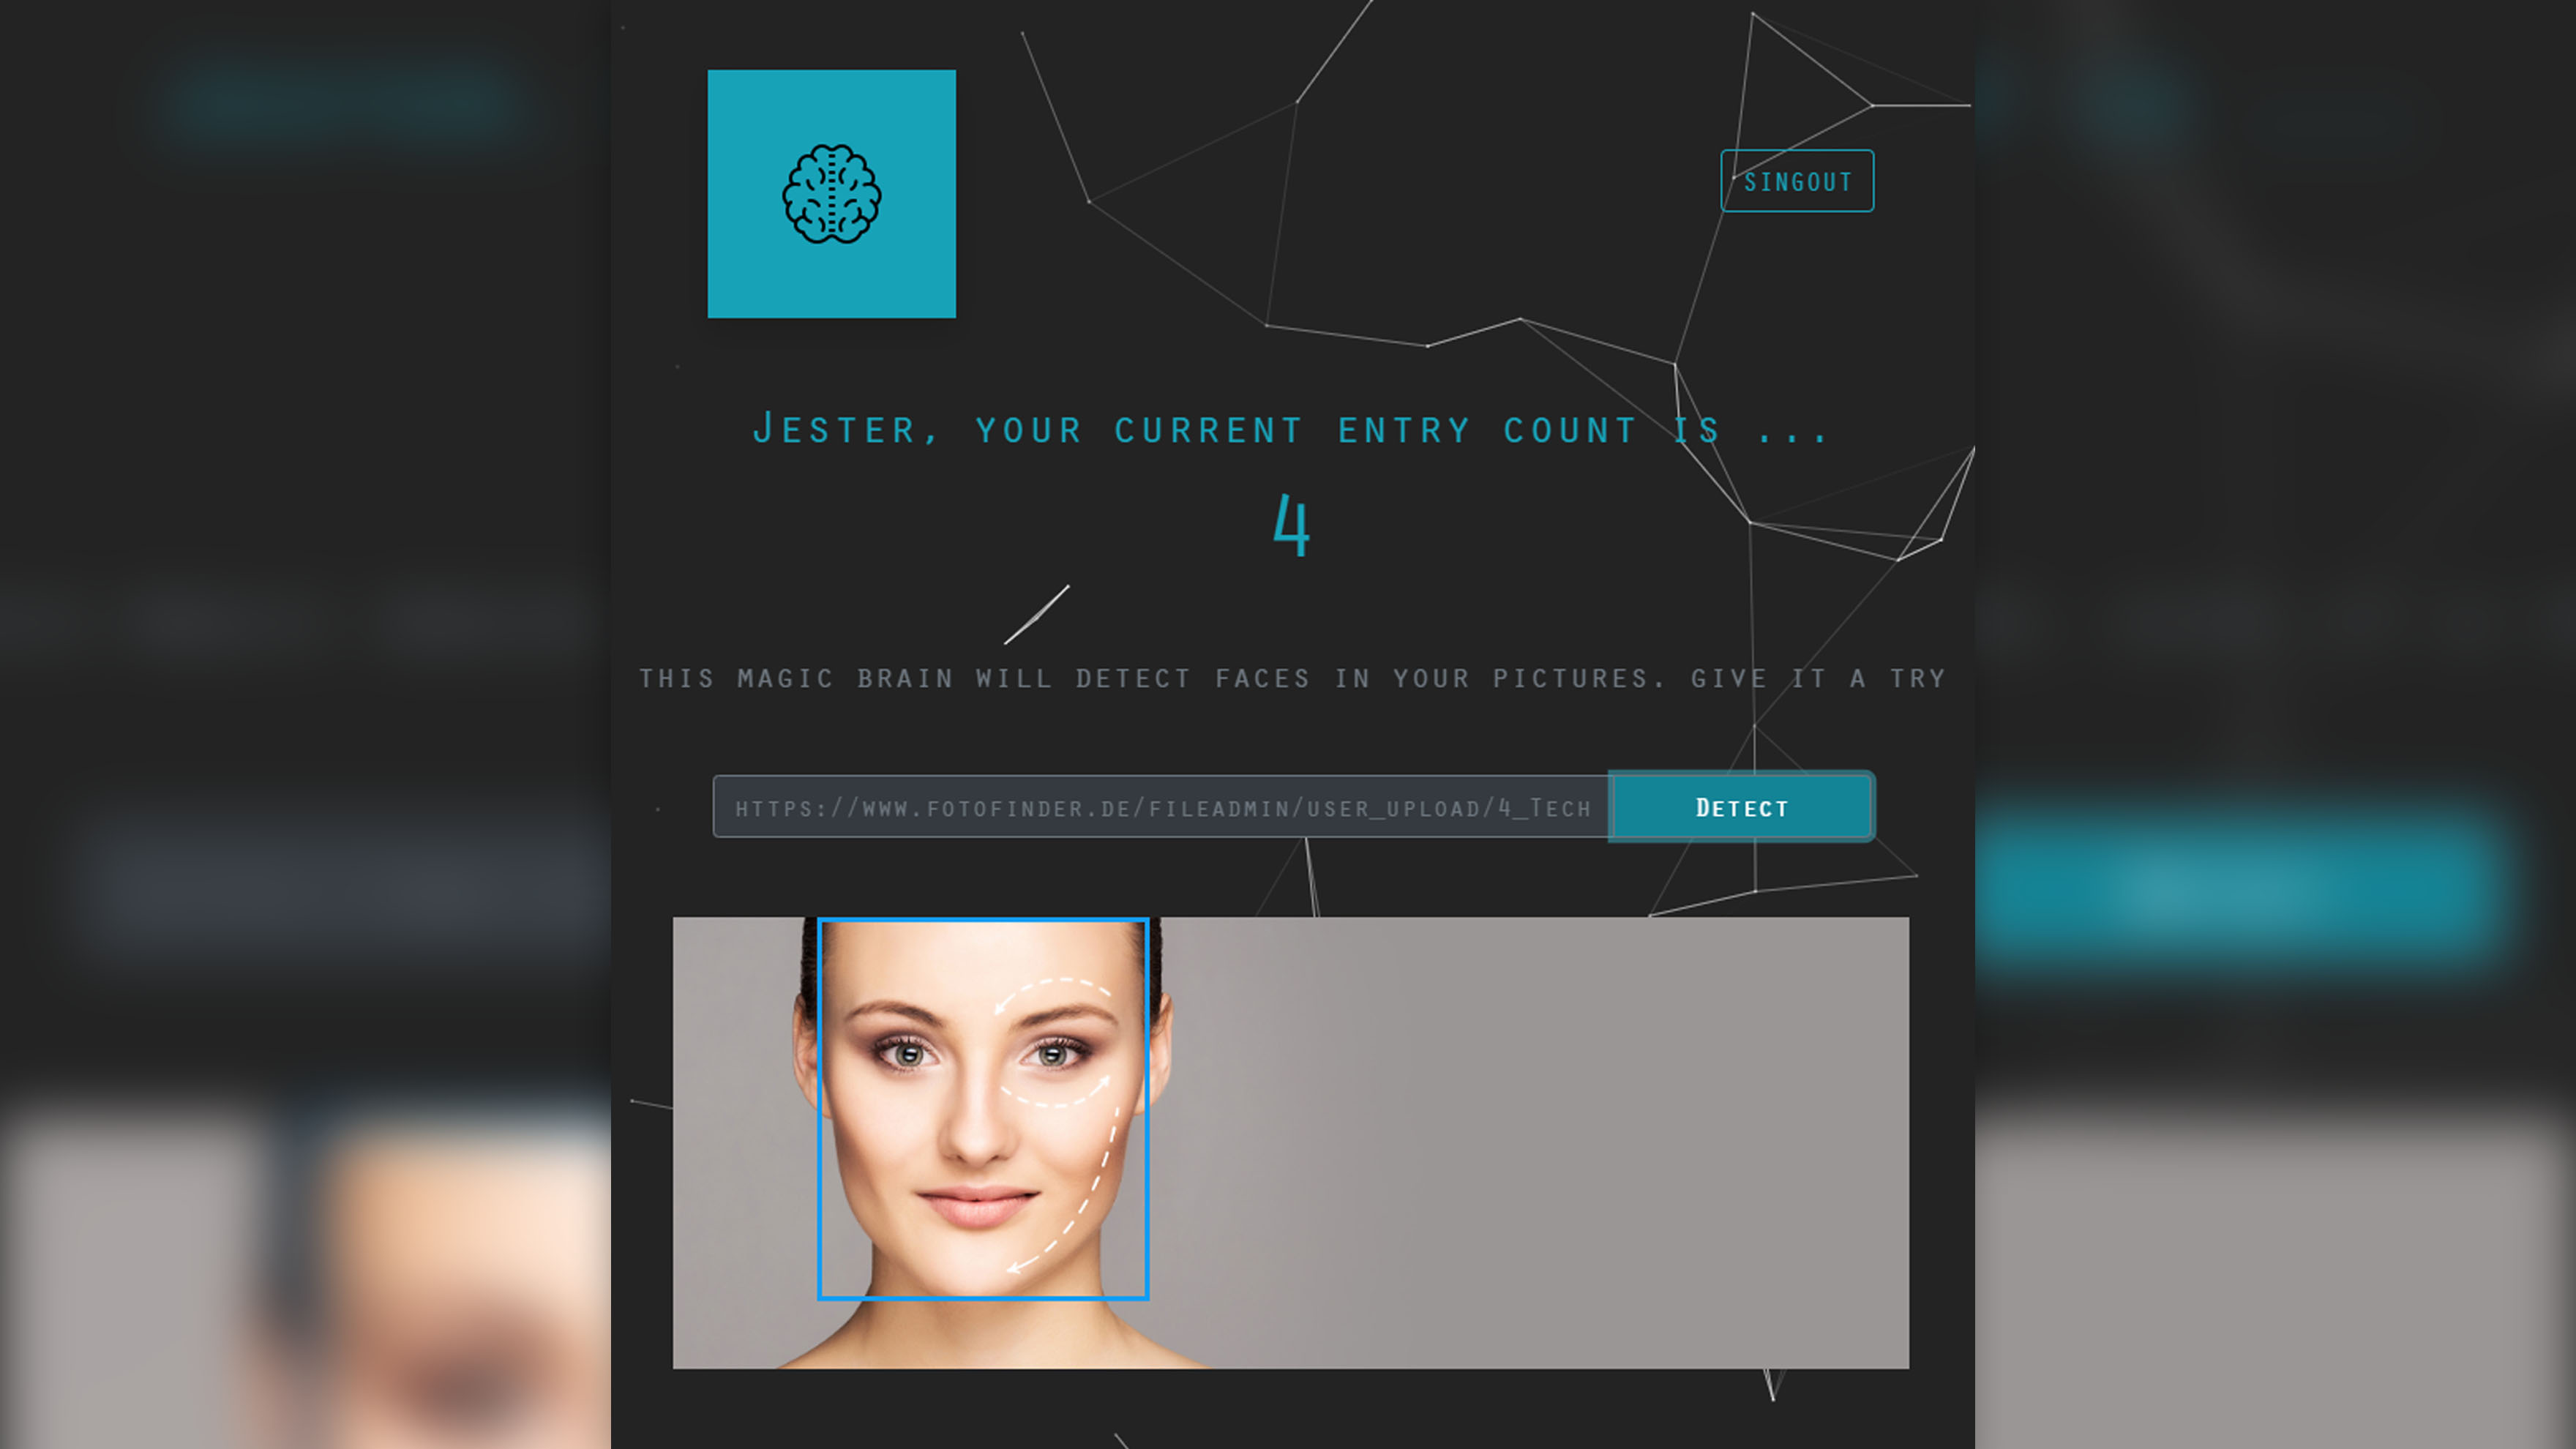 SINGOUT
Jester, your current entry count is ...
4
THIS MAGIC BRAIN WILL DETECT FACES IN YOUR PICTURES. GIVE IT A TRY
HTTPS://WWW.FOTOFINDER.DE/FILEADMIN/USER_UPLOAD/4_TECH Detect